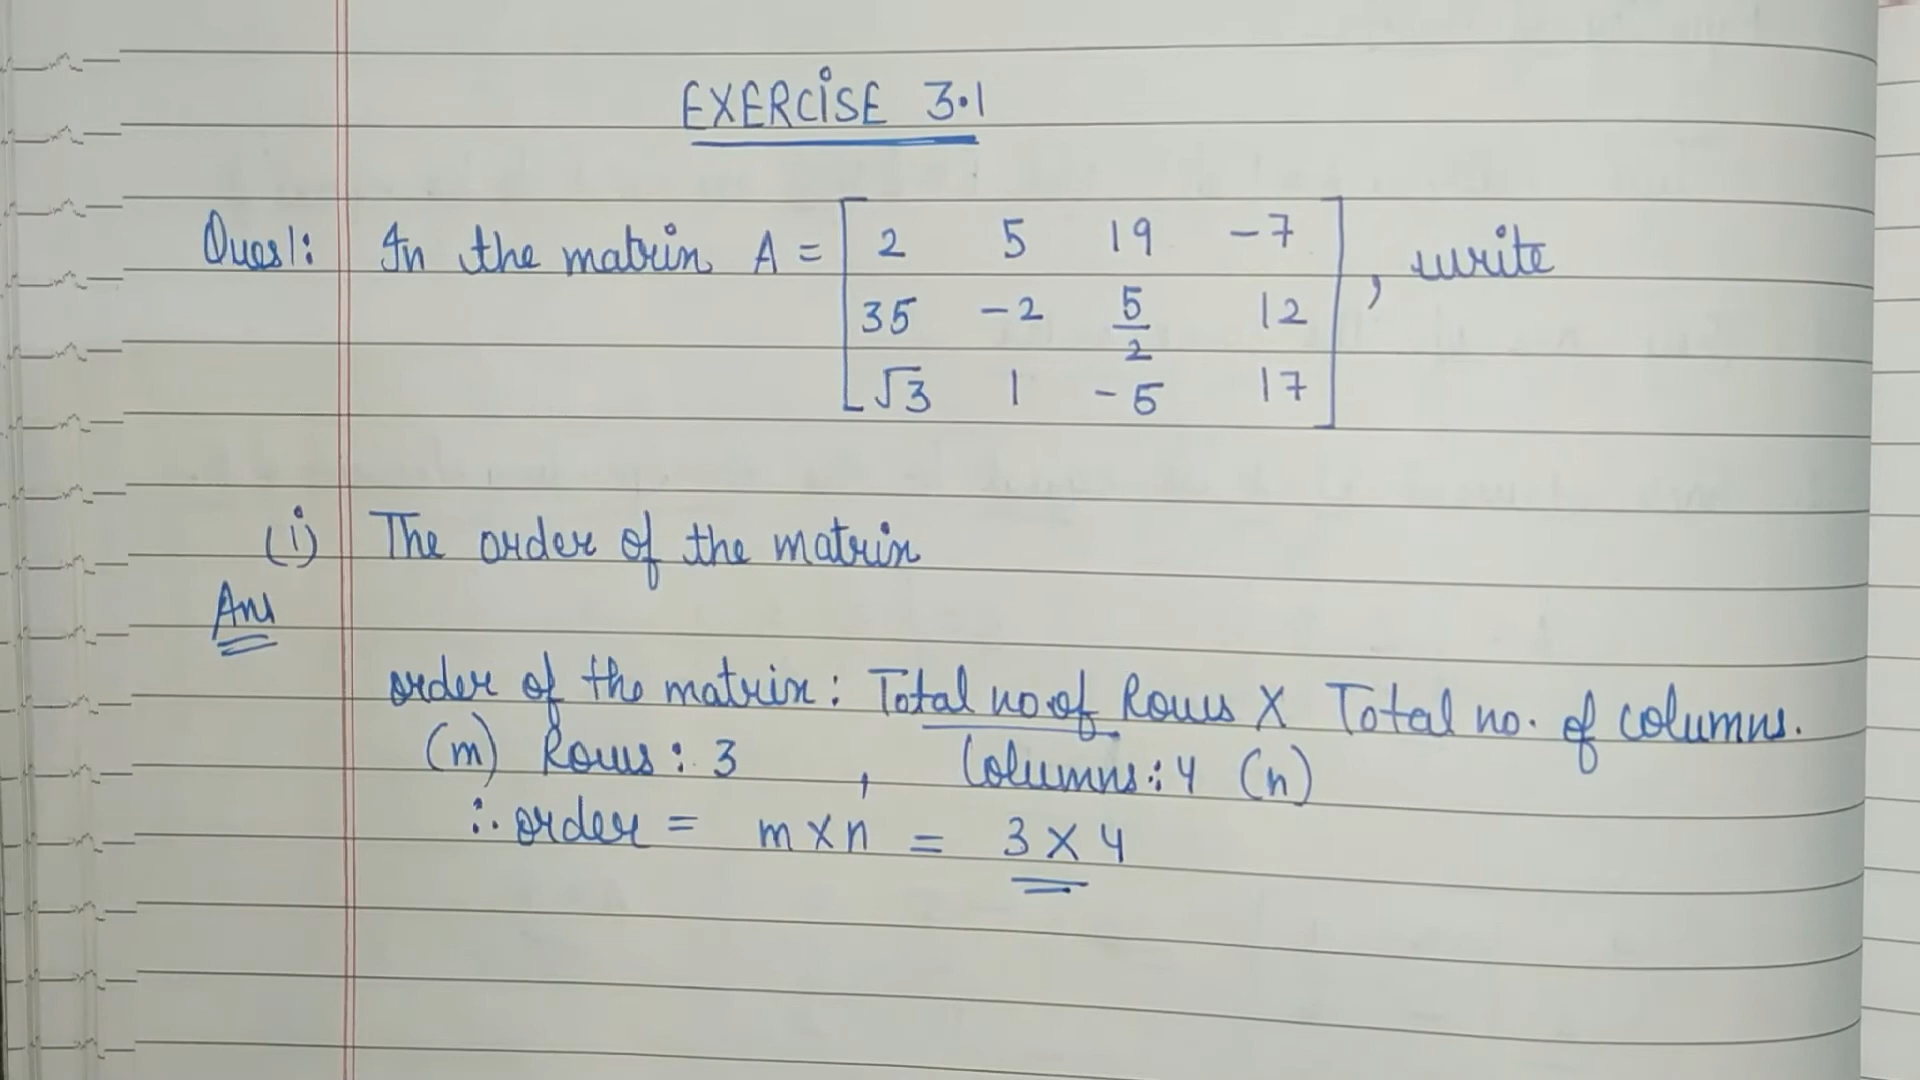 EXERCISE 3.1
Ques1: In the matrix A = [ 2 5 19 -7 ], write
35 -2 5/2 12
√3 1 -5 17
(i) The order of the matrix
Ans
order of the matrix: Total no. of Rows X Total no. of columns.
(m) Rows: 3 , Columns: 4 (n)
∴ order = m x n = 3 x 4